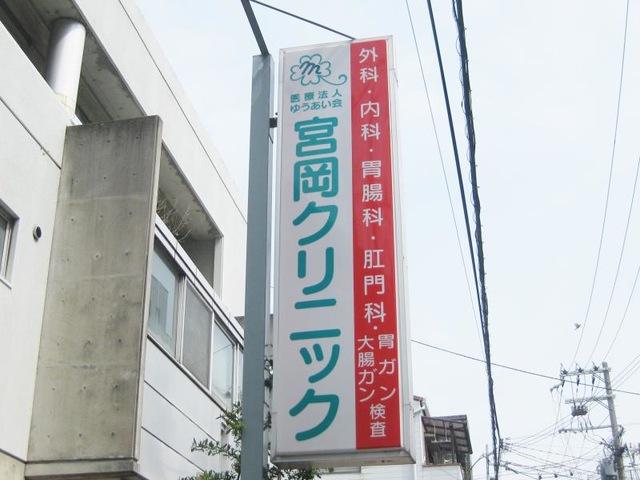 医療法人
ゆうあい会
宮岡クリニック
外科・内科・胃腸科・肛門科・胃ガン大腸ガン検査